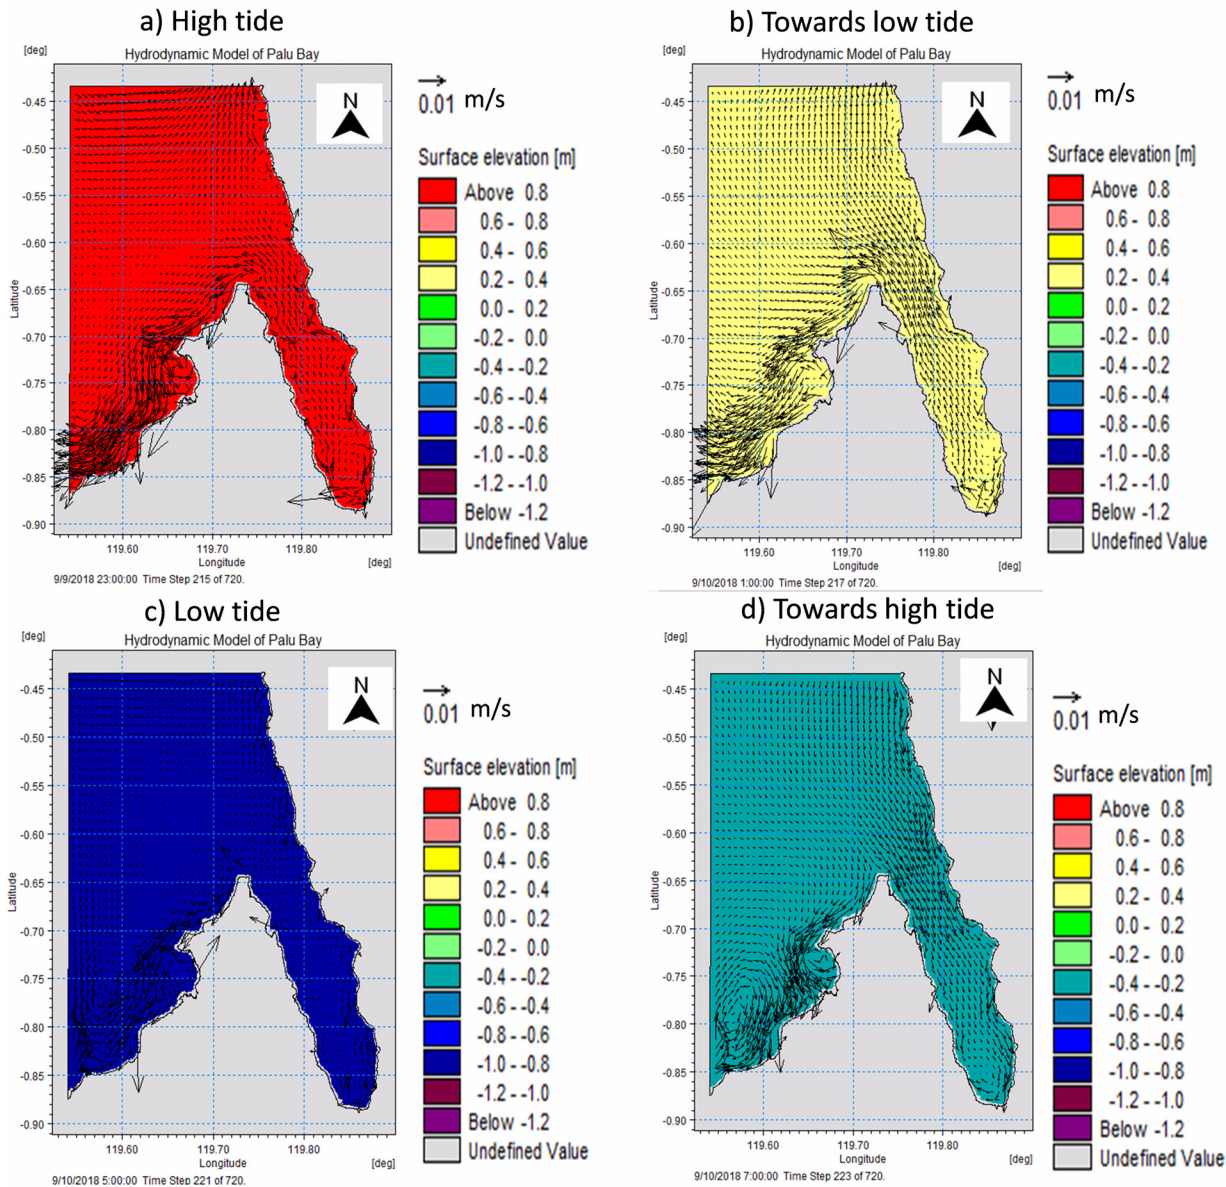 a) High tide
[deg]
Hydrodynamic Model of Palu Bay
N
-0.45
-0.50
-0.55
-0.60
-0.65
-0.70
-0.75
-0.80
-0.85
-0.90
Latitude
119.60
119.70
119.80
Longitude
[deg]
9/9/2018 23:00:00 Time Step 215 of 720.
0.01 m/s
Surface elevation [m]
Above 0.8
0.6 - 0.8
0.4 - 0.6
0.2 - 0.4
0.0 - 0.2
-0.2 - 0.0
-0.4 --0.2
-0.6 --0.4
-0.8 --0.6
-1.0 --0.8
-1.2 --1.0
Below -1.2
Undefined Value
b) Towards low tide
[deg]
Hydrodynamic Model of Palu Bay
N
-0.45
-0.50
-0.55
-0.60
-0.65
-0.70
-0.75
-0.80
-0.85
-0.90
Latitude
119.60
119.70
119.80
Longitude
[deg]
9/10/2018 1:00:00 Time Step 217 of 720.
0.01 m/s
Surface elevation [m]
Above 0.8
0.6 - 0.8
0.4 - 0.6
0.2 - 0.4
0.0 - 0.2
-0.2 - 0.0
-0.4 --0.2
-0.6 --0.4
-0.8 --0.6
-1.0 --0.8
-1.2 --1.0
Below -1.2
Undefined Value
c) Low tide
[deg]
Hydrodynamic Model of Palu Bay
N
-0.45
-0.50
-0.55
-0.60
-0.65
-0.70
-0.75
-0.80
-0.85
-0.90
Latitude
119.60
119.70
119.80
Longitude
[deg]
9/10/2018 5:00:00 Time Step 221 of 720.
0.01 m/s
Surface elevation [m]
Above 0.8
0.6 - 0.8
0.4 - 0.6
0.2 - 0.4
0.0 - 0.2
-0.2 - 0.0
-0.4 --0.2
-0.6 --0.4
-0.8 --0.6
-1.0 --0.8
-1.2 --1.0
Below -1.2
Undefined Value
d) Towards high tide
[deg]
Hydrodynamic Model of Palu Bay
N
-0.45
-0.50
-0.55
-0.60
-0.65
-0.70
-0.75
-0.80
-0.85
-0.90
Latitude
119.60
119.70
119.80
Longitude
[deg]
9/10/2018 7:00:00 Time Step 223 of 720.
0.01 m/s
Surface elevation [m]
Above 0.8
0.6 - 0.8
0.4 - 0.6
0.2 - 0.4
0.0 - 0.2
-0.2 - 0.0
-0.4 --0.2
-0.6 --0.4
-0.8 --0.6
-1.0 --0.8
-1.2 --1.0
Below -1.2
Undefined Value